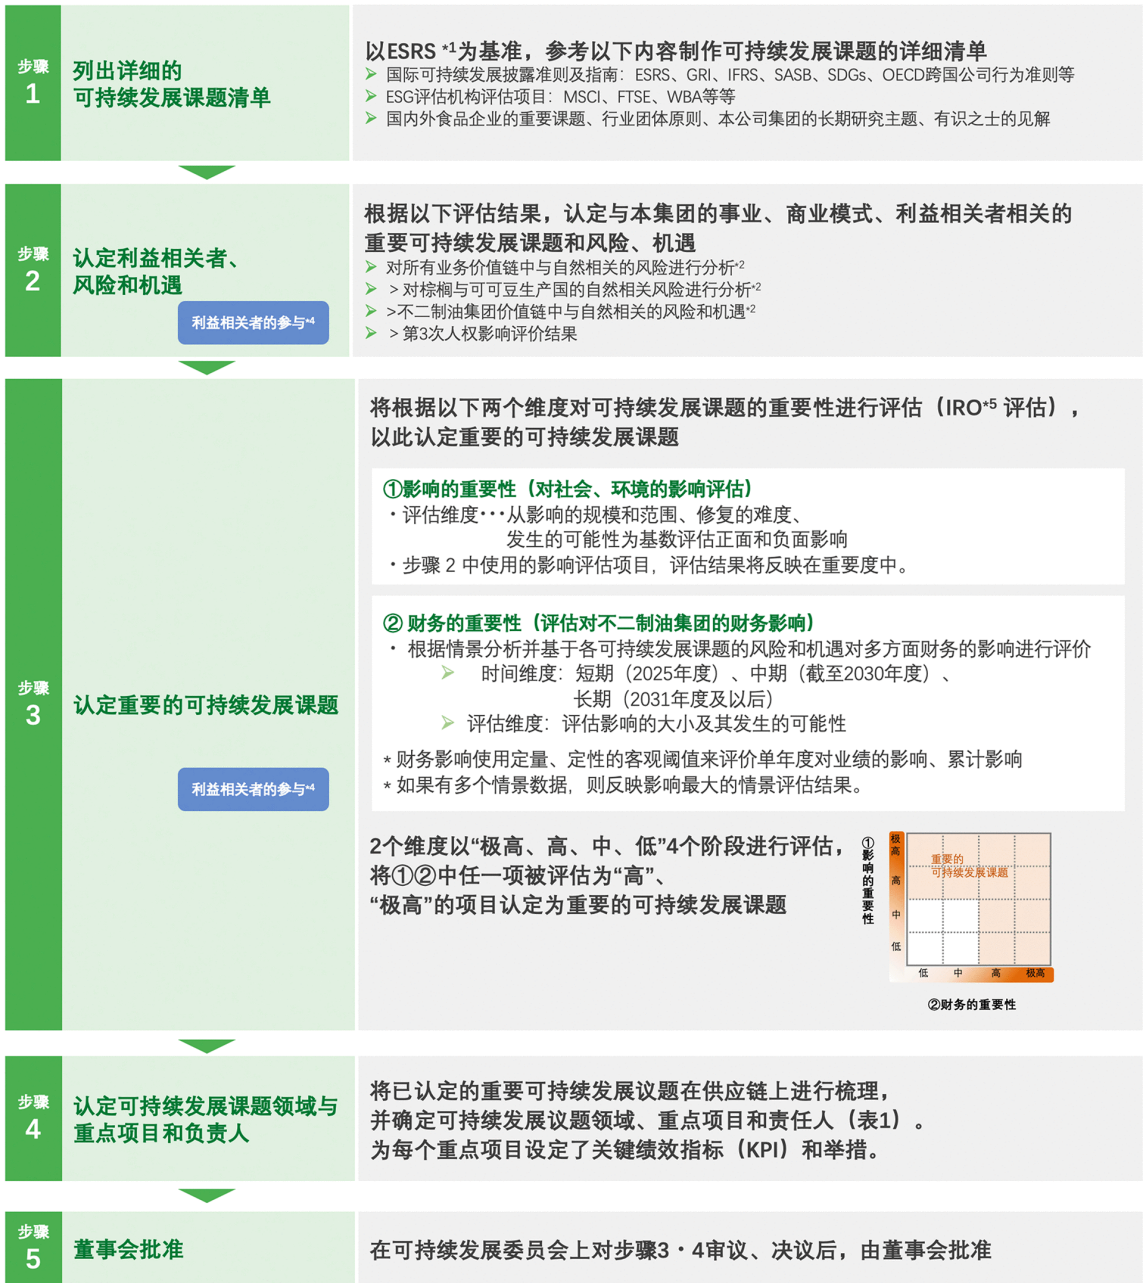 步骤
1
列出详细的
可持续发展课题清单
以ESRS *1为基准，参考以下内容制作可持续发展课题的详细清单
➢ 国际可持续发展披露准则及指南：ESRS、GRI、IFRS、SASB、SDGs、OECD跨国公司行为准则等
➢ ESG评估机构评估项目：MSCI、FTSE、WBA等等
➢ 国内外食品企业的重要课题、行业团体原则、本公司集团的长期研究主题、有识之士的见解
步骤
2
认定利益相关者、
风险和机遇
利益相关者的参与*4
根据以下评估结果，认定与本集团的事业、商业模式、利益相关者相关的
重要可持续发展课题和风险、机遇
➢ 对所有业务价值链中与自然相关的风险进行分析*2
➢ ＞对棕榈与可可豆生产国的自然相关风险进行分析*2
➢ >不二制油集团价值链中与自然相关的风险和机遇*2
➢ ＞第3次人权影响评价结果
步骤
3
认定重要的可持续发展课题
利益相关者的参与*4
将根据以下两个维度对可持续发展课题的重要性进行评估（IRO*5 评估），
以此认定重要的可持续发展课题
①影响的重要性（对社会、环境的影响评估）
・评估维度･･･从影响的规模和范围、修复的难度、
发生的可能性为基数评估正面和负面影响
・步骤 2 中使用的影响评估项目，评估结果将反映在重要度中。
② 财务的重要性（评估对不二制油集团的财务影响）
・ 根据情景分析并基于各可持续发展课题的风险和机遇对多方面财务的影响进行评价
➢ 时间维度：短期（2025年度）、中期（截至2030年度）、
长期（2031年度及以后）
➢ 评估维度：评估影响的大小及其发生的可能性
* 财务影响使用定量、定性的客观阈值来评价单年度对业绩的影响、累计影响
* 如果有多个情景数据，则反映影响最大的情景评估结果。
2个维度以“极高、高、中、低”4个阶段进行评估，
将①②中任一项被评估为“高”、
“极高”的项目认定为重要的可持续发展课题
①影响的重要性
极高
高
中
低
重要的
可持续发展课题
低 中 高 极高
②财务的重要性
步骤
4
认定可持续发展课题领域与
重点项目和负责人
将已认定的重要可持续发展议题在供应链上进行梳理，
并确定可持续发展议题领域、重点项目和责任人（表1）。
为每个重点项目设定了关键绩效指标（KPI）和举措。
步骤
5
董事会批准
在可持续发展委员会上对步骤3・4审议、决议后，由董事会批准